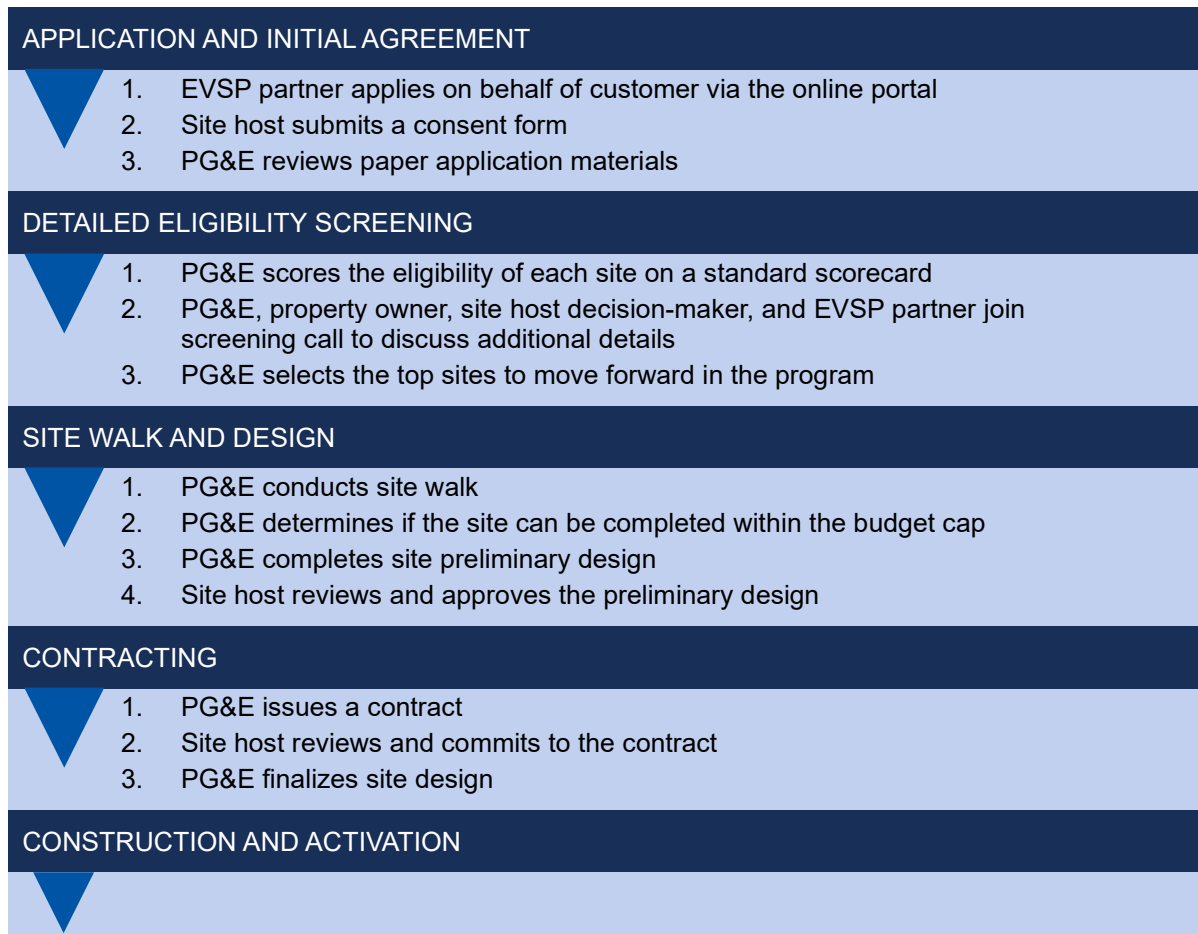 APPLICATION AND INITIAL AGREEMENT
1. EVSP partner applies on behalf of customer via the online portal
2. Site host submits a consent form
3. PG&E reviews paper application materials
DETAILED ELIGIBILITY SCREENING
1. PG&E scores the eligibility of each site on a standard scorecard
2. PG&E, property owner, site host decision-maker, and EVSP partner join
screening call to discuss additional details
3. PG&E selects the top sites to move forward in the program
SITE WALK AND DESIGN
1. PG&E conducts site walk
2. PG&E determines if the site can be completed within the budget cap
3. PG&E completes site preliminary design
4. Site host reviews and approves the preliminary design
CONTRACTING
1. PG&E issues a contract
2. Site host reviews and commits to the contract
3. PG&E finalizes site design
CONSTRUCTION AND ACTIVATION